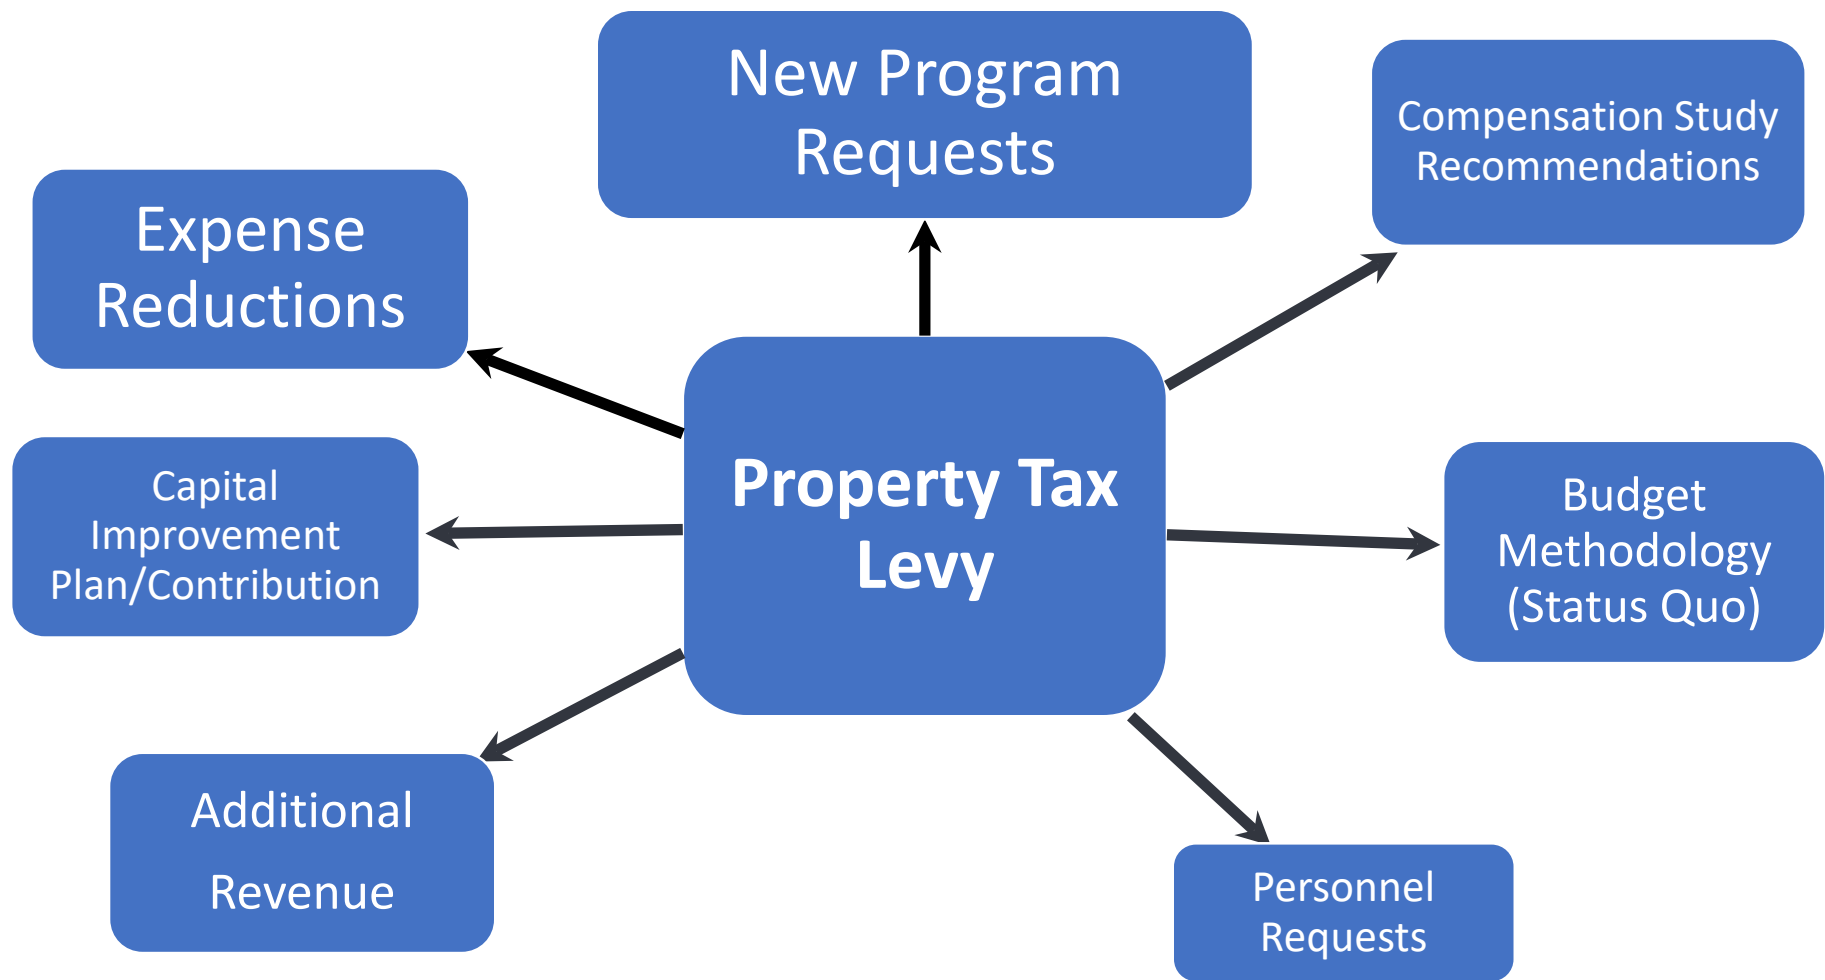 New Program
Requests
Compensation Study
Recommendations
Expense
Reductions
Property Tax
Levy
Capital
Improvement
Plan/Contribution
Budget
Methodology
(Status Quo)
Additional
Revenue
Personnel
Requests